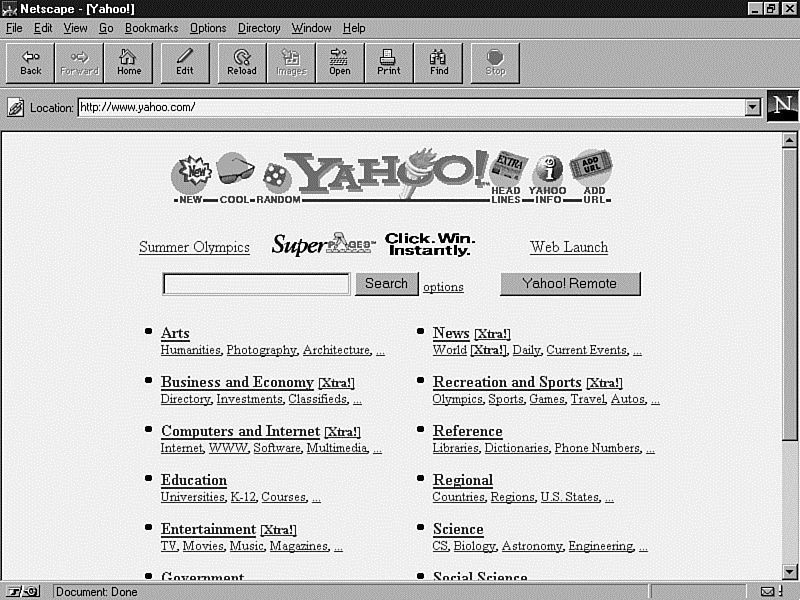 Netscape - [Yahoo!]
File Edit View Go Bookmarks Options Directory Window Help
Back Forward Home Edit Reload Images Open Print Find Stop
Location: http://www.yahoo.com/ N
New EXTRA i ADD URL
YAHOO!
NEW COOL RANDOM HEAD LINES YAHOO INFO ADD URL
Summer Olympics Super PAGES Click. Win. Instantly. Web Launch
Search options Yahoo! Remote
Arts
Humanities, Photography, Architecture, ...
Business and Economy [Xtra!]
Directory, Investments, Classifieds, ...
Computers and Internet [Xtra!]
Internet, WWW, Software, Multimedia, ...
Education
Universities, K-12, Courses, ...
Entertainment [Xtra!]
TV, Movies, Music, Magazines, ...
Government
News [Xtra!]
World [Xtra!], Daily, Current Events, ...
Recreation and Sports [Xtra!]
Olympics, Sports, Games, Travel, Autos, ...
Reference
Libraries, Dictionaries, Phone Numbers, ...
Regional
Countries, Regions, U.S. States, ...
Science
CS, Biology, Astronomy, Engineering, ...
Social Science
Document: Done